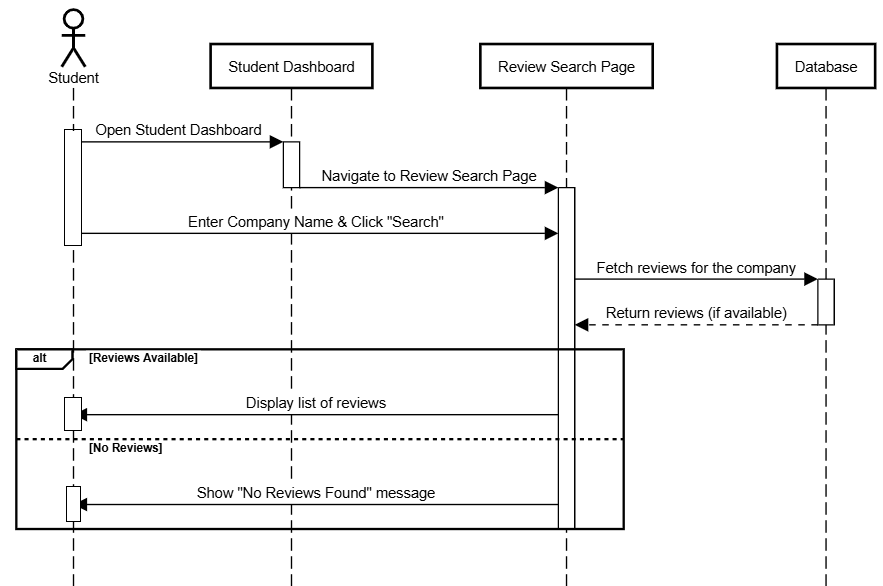 Student
Student Dashboard
Review Search Page
Database
Open Student Dashboard
Navigate to Review Search Page
Enter Company Name & Click "Search"
Fetch reviews for the company
Return reviews (if available)
alt
[Reviews Available]
Display list of reviews
[No Reviews]
Show "No Reviews Found" message